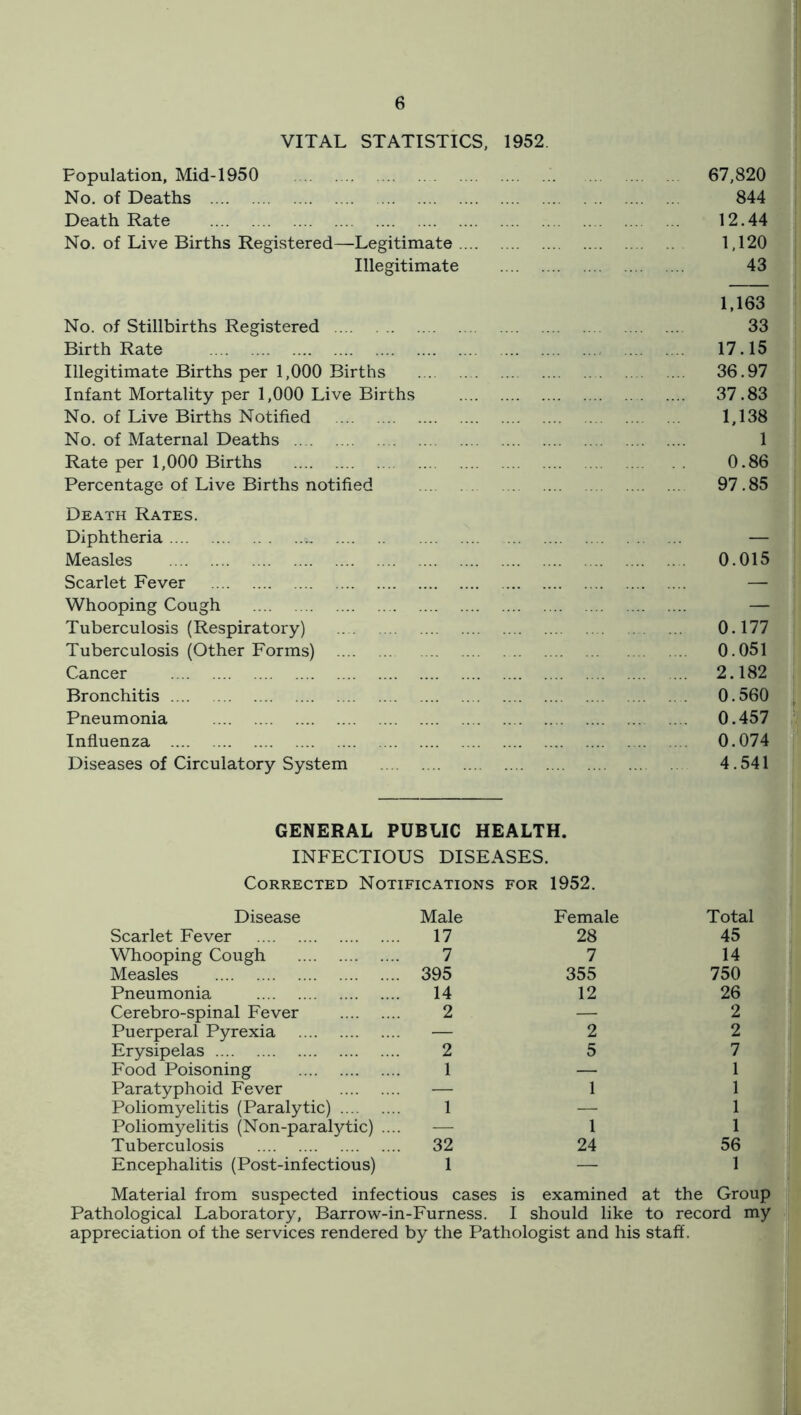 6
VITAL STATISTICS, 1952.
Population, Mid-1950 .... .... .... .... .... .... .... .... .... .... 67,820
No. of Deaths .... .... .... .... .... .... .... .... .... .... .... 844
Death Rate .... .... .... .... .... .... .... .... .... .... .... 12.44
No. of Live Births Registered—Legitimate .... .... .... .... .... .... 1,120
Illegitimate .... .... .... .... .... 43
1,163
No. of Stillbirths Registered .... .... .... .... .... .... .... .... .... 33
Birth Rate .... .... .... .... .... .... .... .... .... .... .... 17.15
Illegitimate Births per 1,000 Births .... .... .... .... .... .... .... 36.97
Infant Mortality per 1,000 Live Births .... .... .... .... .... .... 37.83
No. of Live Births Notified .... .... .... .... .... .... .... .... .... 1,138
No. of Maternal Deaths .... .... .... .... .... .... .... .... .... .... 1
Rate per 1,000 Births .... .... .... .... .... .... .... .... .... .... 0.86
Percentage of Live Births notified .... .... .... .... .... .... .... 97.85
DEATH RATES.
Diphtheria .... .... .... .... .... .... .... .... .... .... .... .... —
Measles .... .... .... .... .... .... .... .... .... .... .... .... 0.015
Scarlet Fever .... .... .... .... .... .... .... .... .... .... .... —
Whooping Cough .... .... .... .... .... .... .... .... .... .... —
Tuberculosis (Respiratory) .... .... .... .... .... .... .... .... .... 0.177
Tuberculosis (Other Forms) .... .... .... .... .... .... .... .... .... 0.051
Cancer .... .... .... .... .... .... .... .... .... .... .... .... 2.182
Bronchitis .... .... .... .... .... .... .... .... .... .... .... .... 0.560
Pneumonia .... .... .... .... .... .... .... .... .... .... .... 0.457
Influenza .... .... .... .... .... .... .... .... .... .... .... .... 0.074
Diseases of Circulatory System .... .... .... .... .... .... .... .... 4.541
GENERAL PUBLIC HEALTH.
INFECTIOUS DISEASES.
CORRECTED NOTIFICATIONS FOR 1952.
Disease Male Female Total
Scarlet Fever .... .... .... .... 17 28 45
Whooping Cough .... .... .... 7 7 14
Measles .... .... .... .... .... 395 355 750
Pneumonia .... .... .... .... 14 12 26
Cerebro-spinal Fever .... .... 2 — 2
Puerperal Pyrexia .... .... .... — 2 2
Erysipelas .... .... .... .... .... 2 5 7
Food Poisoning .... .... .... 1 — 1
Paratyphoid Fever .... .... — 1 1
Poliomyelitis (Paralytic) .... .... 1 — 1
Poliomyelitis (Non-paralytic) .... — 1 1
Tuberculosis .... .... .... .... 32 24 56
Encephalitis (Post-infectious) 1 — 1
Material from suspected infectious cases is examined at the Group
Pathological Laboratory, Barrow-in-Furness. I should like to record my
appreciation of the services rendered by the Pathologist and his staff.